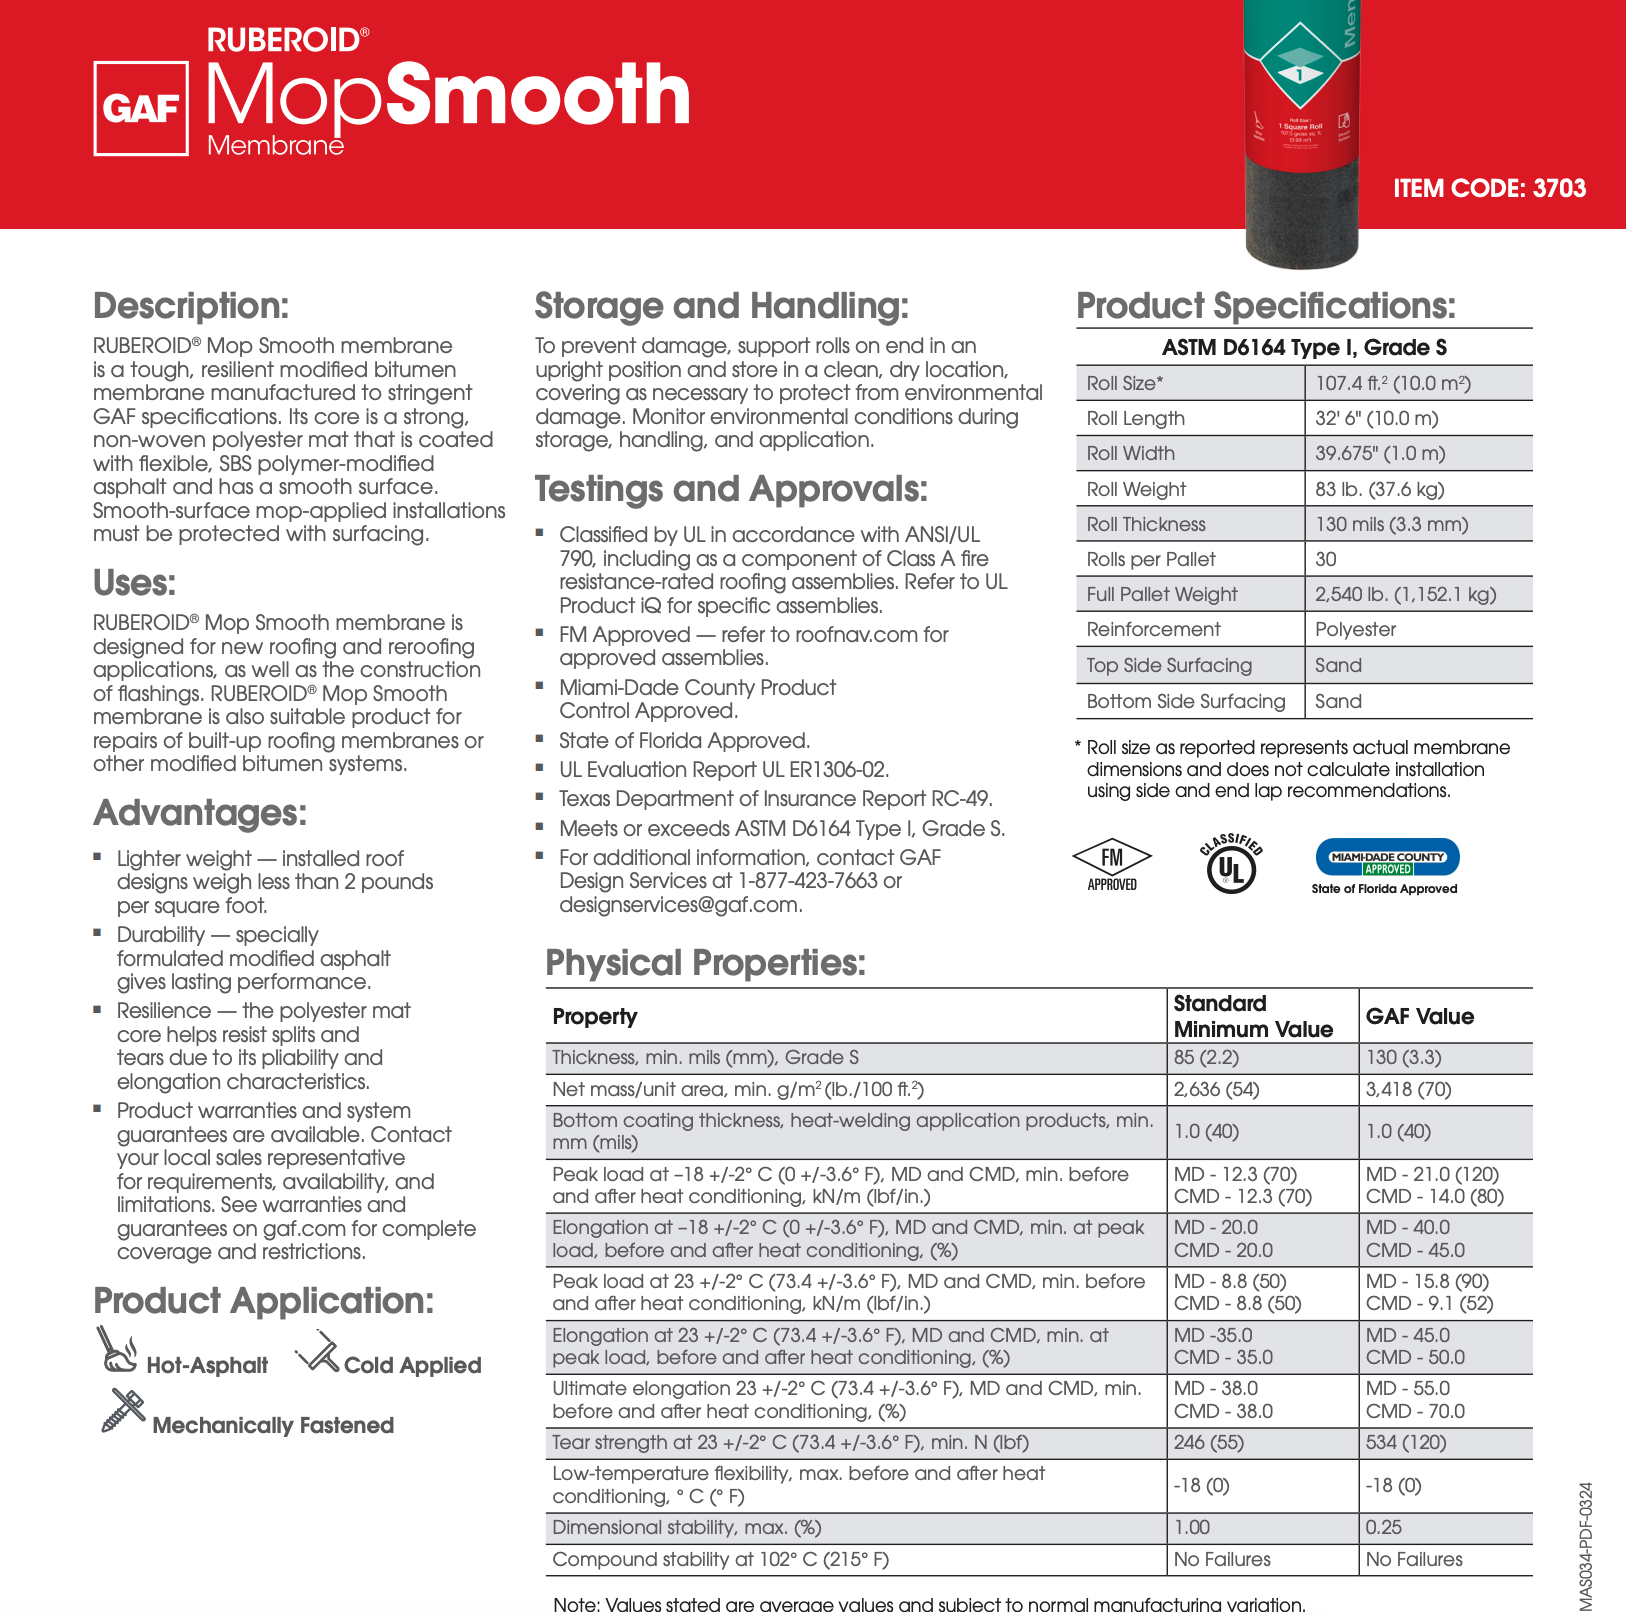 RUBEROID®
GAF
MopSmooth
Membrane
1
Roll Size:
1 Square Roll
107.5 gross sq. ft.
ITEM CODE: 3703
Description:
RUBEROID® Mop Smooth membrane
is a tough, resilient modified bitumen
membrane manufactured to stringent
GAF specifications. Its core is a strong,
non-woven polyester mat that is coated
with flexible, SBS polymer-modified
asphalt and has a smooth surface.
Smooth-surface mop-applied installations
must be protected with surfacing.
Uses:
RUBEROID® Mop Smooth membrane is
designed for new roofing and reroofing
applications, as well as the construction
of flashings. RUBEROID® Mop Smooth
membrane is also suitable product for
repairs of built-up roofing membranes or
other modified bitumen systems.
Advantages:
▪ Lighter weight — installed roof
designs weigh less than 2 pounds
per square foot.
▪ Durability — specially
formulated modified asphalt
gives lasting performance.
▪ Resilience — the polyester mat
core helps resist splits and
tears due to its pliability and
elongation characteristics.
▪ Product warranties and system
guarantees are available. Contact
your local sales representative
for requirements, availability, and
limitations. See warranties and
guarantees on gaf.com for complete
coverage and restrictions.
Product Application:
Hot-Asphalt Cold Applied
Mechanically Fastened
Storage and Handling:
To prevent damage, support rolls on end in an
upright position and store in a clean, dry location,
covering as necessary to protect from environmental
damage. Monitor environmental conditions during
storage, handling, and application.
Testings and Approvals:
▪ Classified by UL in accordance with ANSI/UL
790, including as a component of Class A fire
resistance-rated roofing assemblies. Refer to UL
Product iQ for specific assemblies.
▪ FM Approved — refer to roofnav.com for
approved assemblies.
▪ Miami-Dade County Product
Control Approved.
▪ State of Florida Approved.
▪ UL Evaluation Report UL ER1306-02.
▪ Texas Department of Insurance Report RC-49.
▪ Meets or exceeds ASTM D6164 Type I, Grade S.
▪ For additional information, contact GAF
Design Services at 1-877-423-7663 or
designservices@gaf.com.
Product Specifications:
ASTM D6164 Type I, Grade S
Roll Size* 107.4 ft.² (10.0 m²)
Roll Length 32' 6" (10.0 m)
Roll Width 39.675" (1.0 m)
Roll Weight 83 lb. (37.6 kg)
Roll Thickness 130 mils (3.3 mm)
Rolls per Pallet 30
Full Pallet Weight 2,540 lb. (1,152.1 kg)
Reinforcement Polyester
Top Side Surfacing Sand
Bottom Side Surfacing Sand
* Roll size as reported represents actual membrane
dimensions and does not calculate installation
using side and end lap recommendations.
FM
APPROVED
CLASSIFIED
UL
®
MIAMI-DADE COUNTY
APPROVED
State of Florida Approved
Physical Properties:
Property Standard Minimum Value GAF Value
Thickness, min. mils (mm), Grade S 85 (2.2) 130 (3.3)
Net mass/unit area, min. g/m² (lb./100 ft.²) 2,636 (54) 3,418 (70)
Bottom coating thickness, heat-welding application products, min.
mm (mils) 1.0 (40) 1.0 (40)
Peak load at –18 +/-2° C (0 +/-3.6° F), MD and CMD, min. before MD - 12.3 (70) MD - 21.0 (120)
and after heat conditioning, kN/m (lbf/in.) CMD - 12.3 (70) CMD - 14.0 (80)
Elongation at –18 +/-2° C (0 +/-3.6° F), MD and CMD, min. at peak MD - 20.0 MD - 40.0
load, before and after heat conditioning, (%) CMD - 20.0 CMD - 45.0
Peak load at 23 +/-2° C (73.4 +/-3.6° F), MD and CMD, min. before MD - 8.8 (50) MD - 15.8 (90)
and after heat conditioning, kN/m (lbf/in.) CMD - 8.8 (50) CMD - 9.1 (52)
Elongation at 23 +/-2° C (73.4 +/-3.6° F), MD and CMD, min. at MD -35.0 MD - 45.0
peak load, before and after heat conditioning, (%) CMD - 35.0 CMD - 50.0
Ultimate elongation 23 +/-2° C (73.4 +/-3.6° F), MD and CMD, min. MD - 38.0 MD - 55.0
before and after heat conditioning, (%) CMD - 38.0 CMD - 70.0
Tear strength at 23 +/-2° C (73.4 +/-3.6° F), min. N (lbf) 246 (55) 534 (120)
Low-temperature flexibility, max. before and after heat
conditioning, ° C (° F) -18 (0) -18 (0)
Dimensional stability, max. (%) 1.00 0.25
Compound stability at 102° C (215° F) No Failures No Failures
Note: Values stated are average values and subject to normal manufacturing variation.
MAS034-PDF-0324